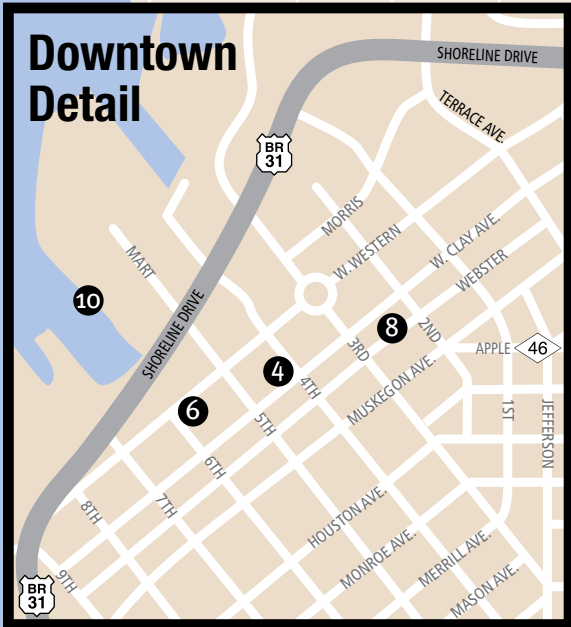 Downtown
Detail
SHORELINE DRIVE
TERRACE AVE.
BR
31
MORRIS
W. WESTERN
W. CLAY AVE.
WEBSTER
MART
10
SHORELINE DRIVE
8
2ND
3RD
APPLE
46
4
4TH
MUSKEGON AVE.
6
5TH
1ST
JEFFERSON
6TH
7TH
8TH
HOUSTON AVE.
MONROE AVE.
MERRILL AVE.
MASON AVE.
9TH
BR
31